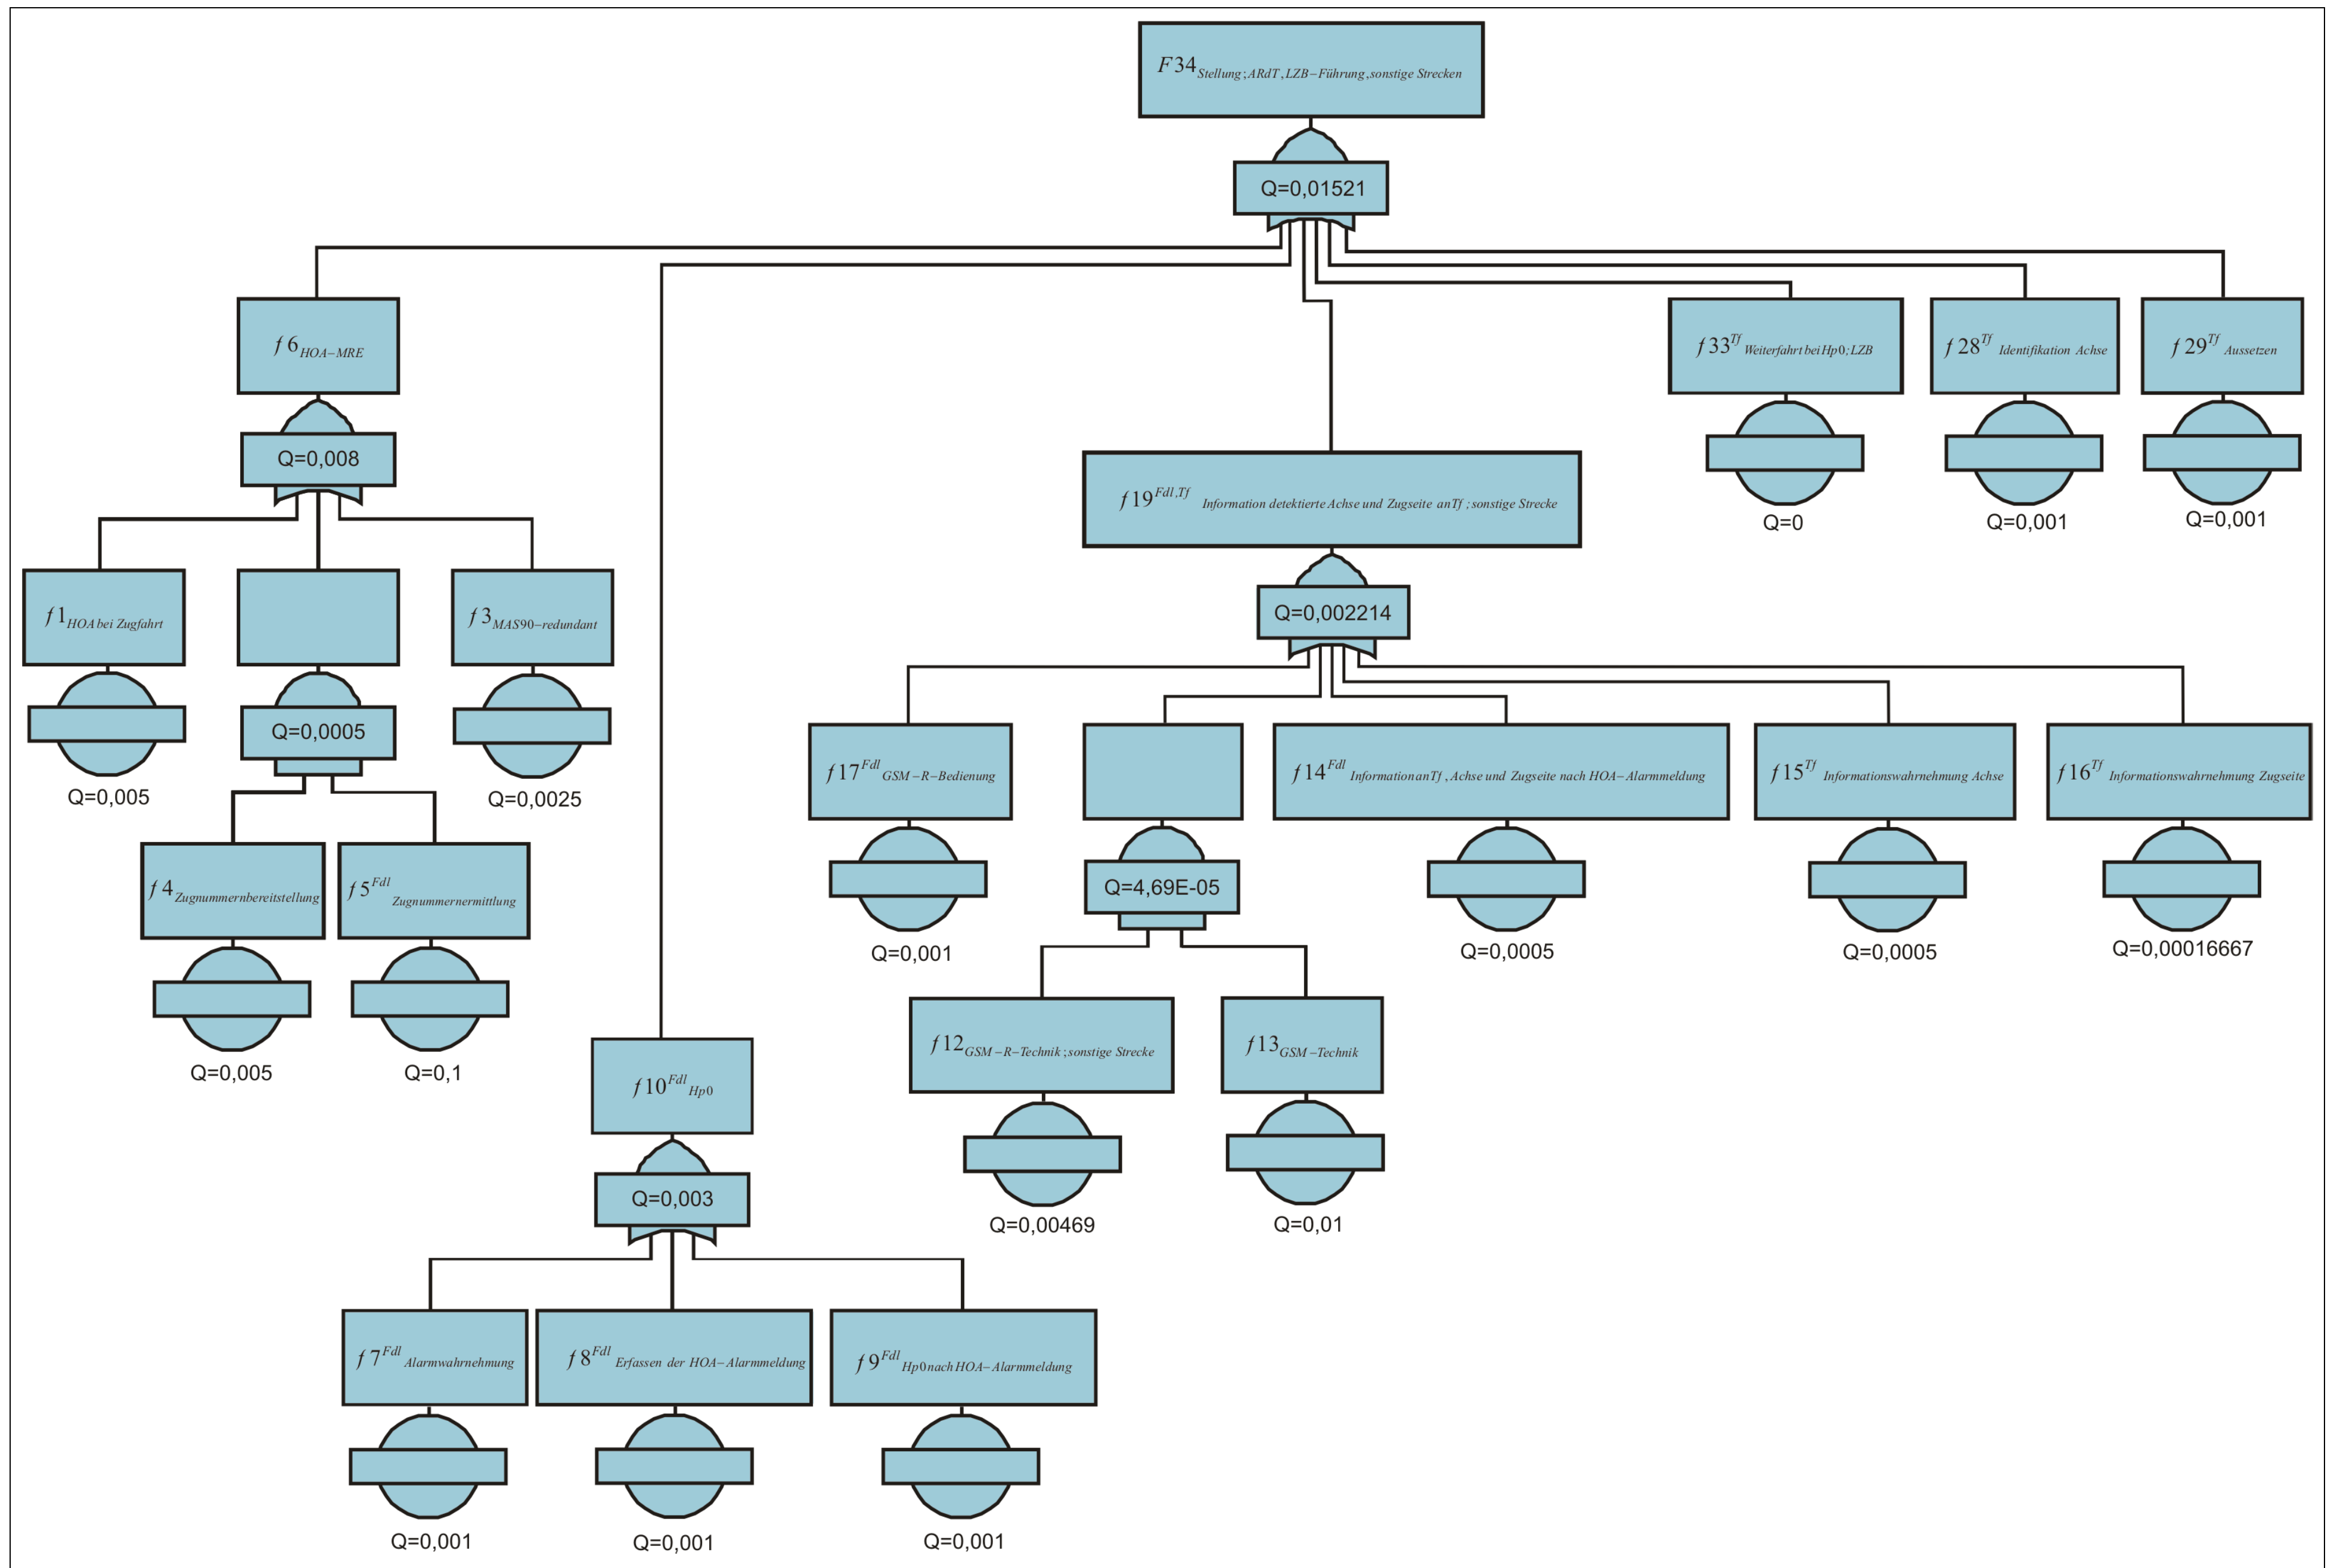 F34 Stellung;ARdT,LZB–Führung,sonstige Strecken
Q=0,01521
f6 HOA–MRE
f33 Tf Weiterfahrt bei Hp0;LZB
f28 Tf Identifikation Achse
f29 Tf Aussetzen
Q=0,008
Q=0
Q=0,001
Q=0,001
f19 Fdl,Tf Information detektierte Achse und Zugseite anTf ; sonstige Strecke
Q=0,002214
f1 HOA bei Zugfahrt
f3 MAS90–redundant
Q=0,0005
Q=0,005
Q=0,0025
f17 Fdl GSM–R–Bedienung
f14 Fdl Information anTf , Achse und Zugseite nach HOA–Alarmmeldung
f15 Tf Informationswahrnehmung Achse
f16 Tf Informationswahrnehmung Zugseite
f4 Zugnummernbereitstellung
f5 Fdl Zugnummernermittlung
Q=4,69E-05
Q=0,001
Q=0,0005
Q=0,0005
Q=0,00016667
Q=0,005
Q=0,1
f12 GSM–R–Technik ; sonstige Strecke
f13 GSM–Technik
f10 Fdl Hp0
Q=0,003
Q=0,00469
Q=0,01
f7 Fdl Alarmwahrnehmung
f8 Fdl Erfassen der HOA–Alarmmeldung
f9 Fdl Hp0 nach HOA–Alarmmeldung
Q=0,001
Q=0,001
Q=0,001